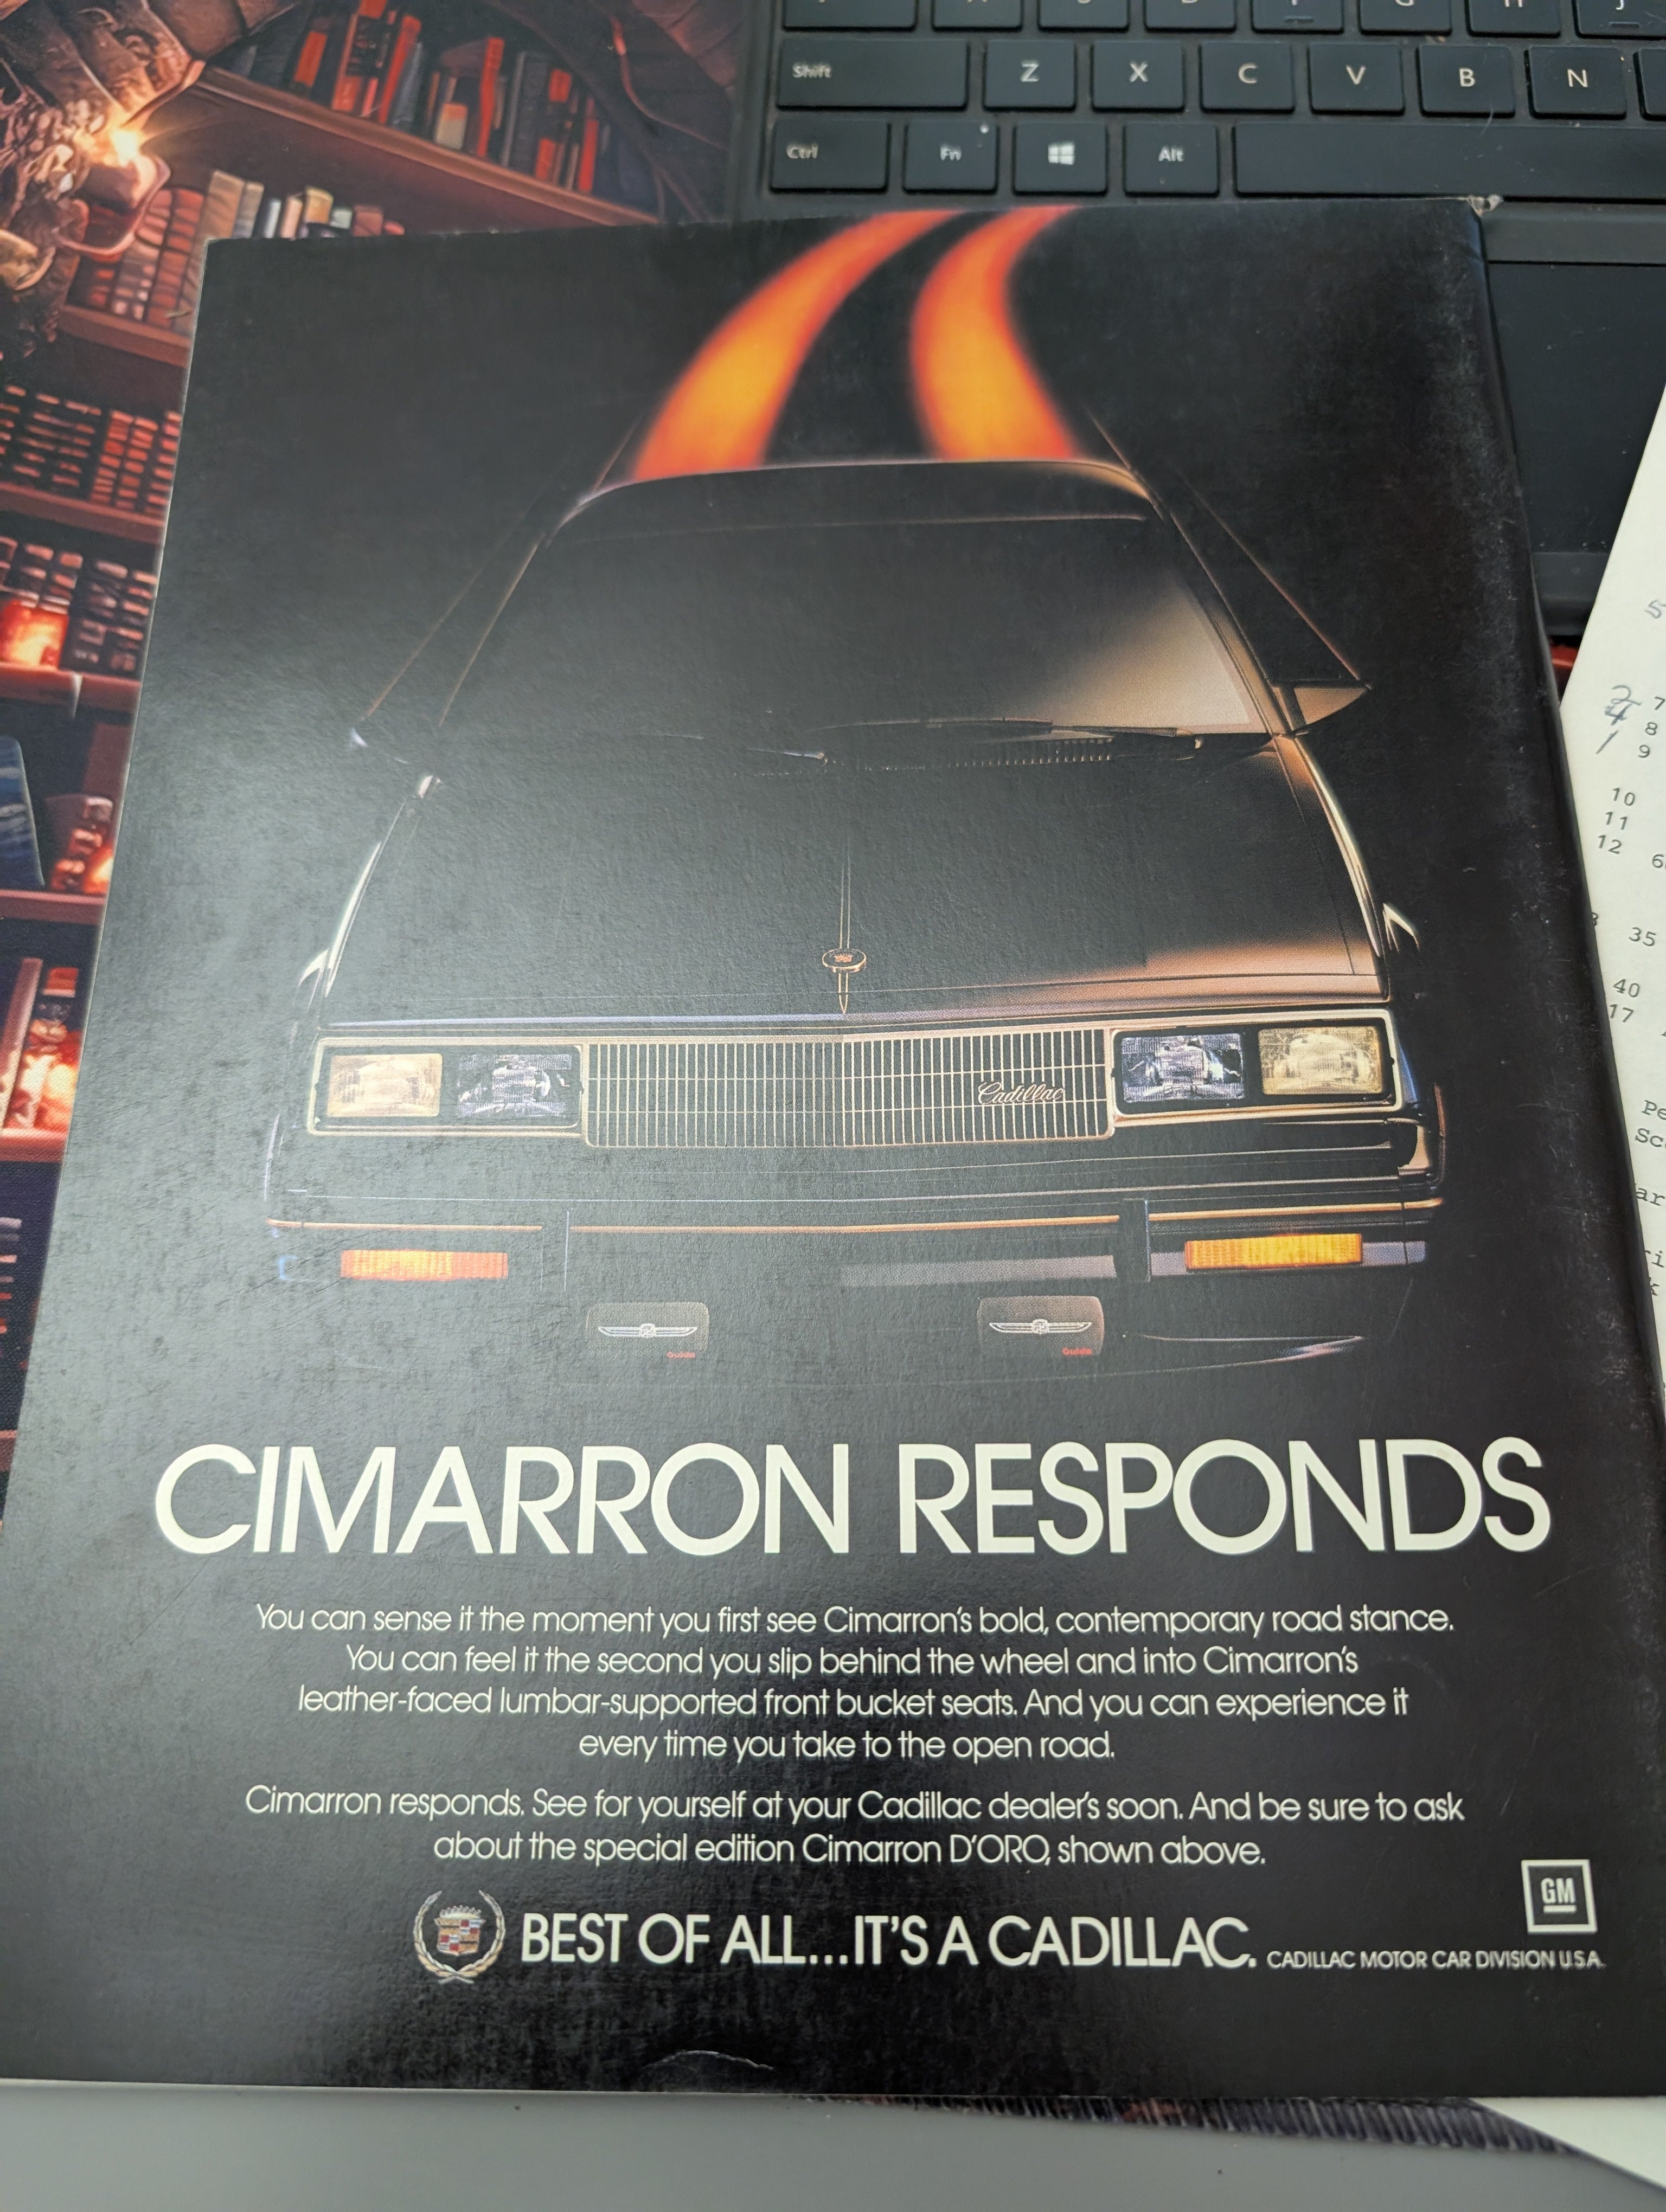 Shift Z X C V B N
Ctrl Fn Alt
7
8
9
10
11
12
35
40
17
Cadillac
Guide Guide
CIMARRON RESPONDS
You can sense it the moment you first see Cimarron's bold, contemporary road stance.
You can feel it the second you slip behind the wheel and into Cimarron's
leather-faced lumbar-supported front bucket seats. And you can experience it
every time you take to the open road.
Cimarron responds. See for yourself at your Cadillac dealer's soon. And be sure to ask
about the special edition Cimarron D'ORO, shown above.
GM
BEST OF ALL...IT'S A CADILLAC. CADILLAC MOTOR CAR DIVISION U.S.A.